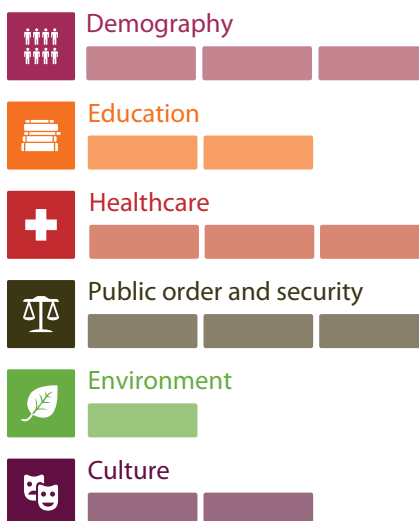 Demography
Education
Healthcare
Public order and security
Environment
Culture